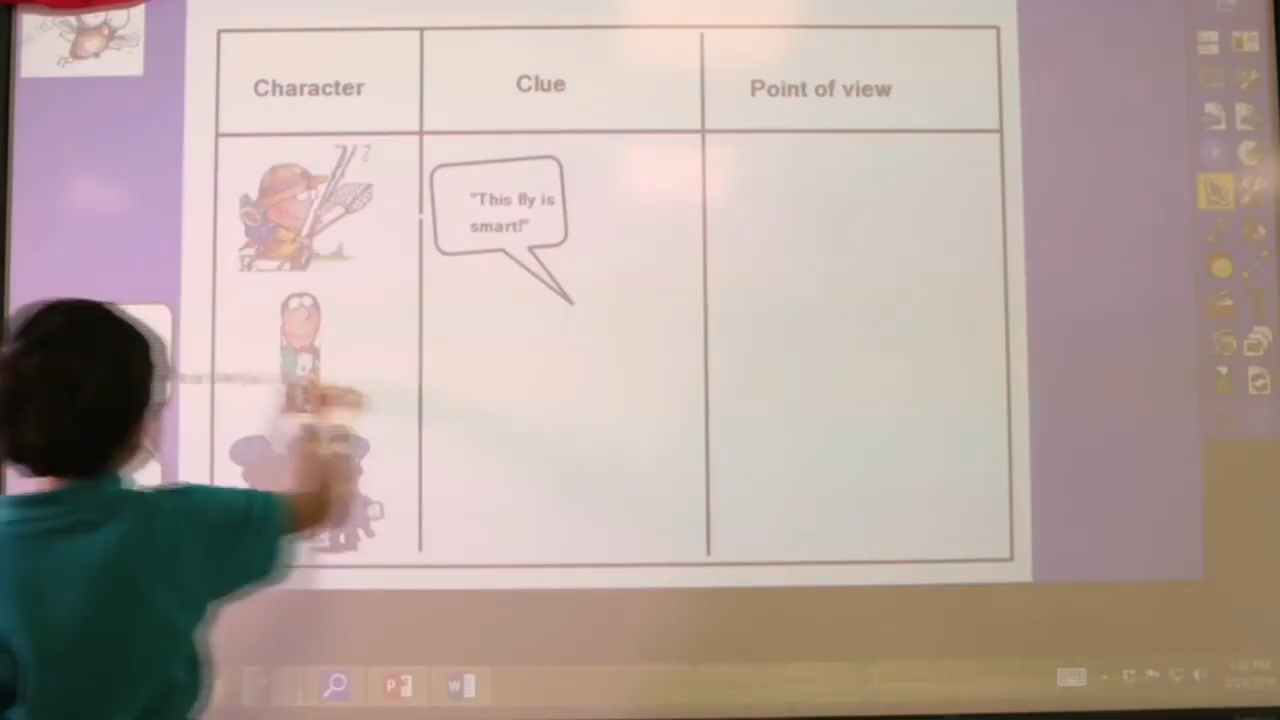 Character
Clue
Point of view
"This fly is
smart!"